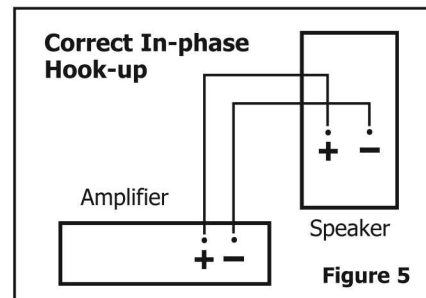 Correct In-phase
Hook-up
+ −
Amplifier
Speaker
+ −
Figure 5